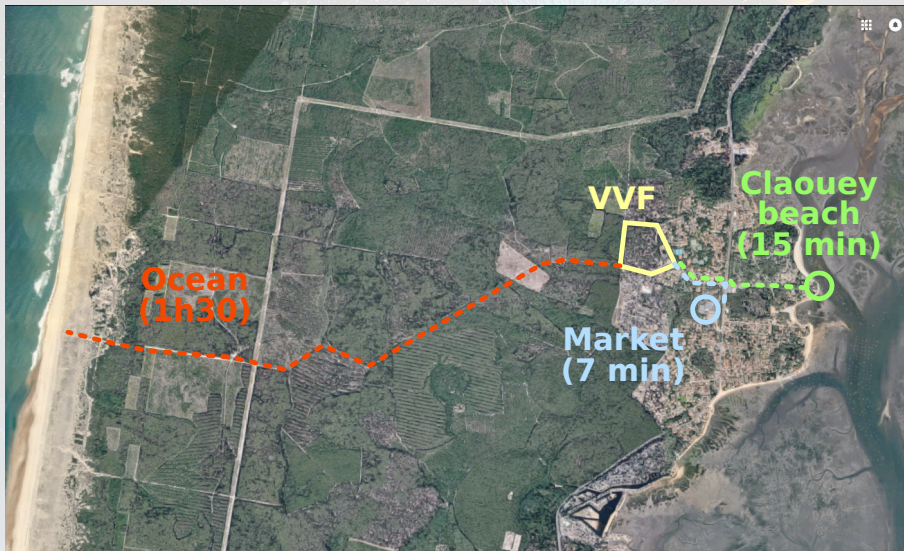 VVF
Claouey
beach
(15 min)
Ocean
(1h30)
Market
(7 min)